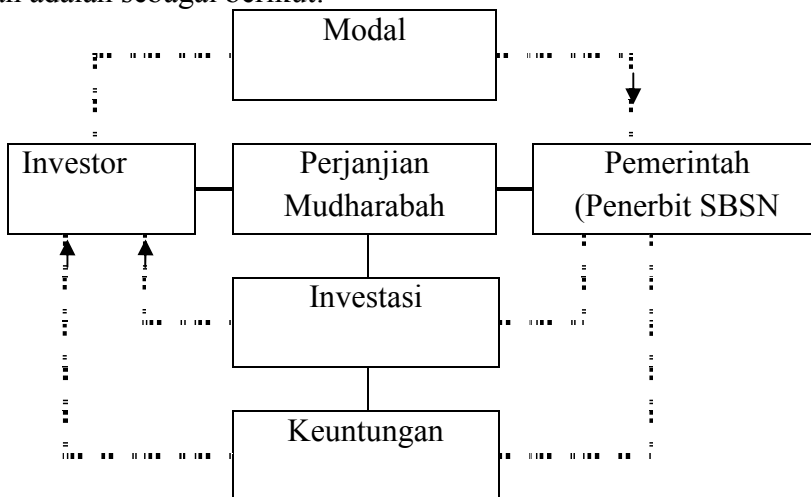 adalah sebagai berikut:
Modal
Investor
Perjanjian
Mudharabah
Pemerintah
(Penerbit SBSN
Investasi
Keuntungan